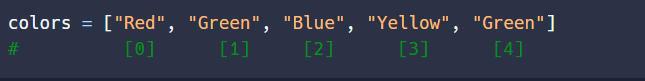 colors = ["Red", "Green", "Blue", "Yellow", "Green"]
#          [0]      [1]     [2]      [3]      [4]